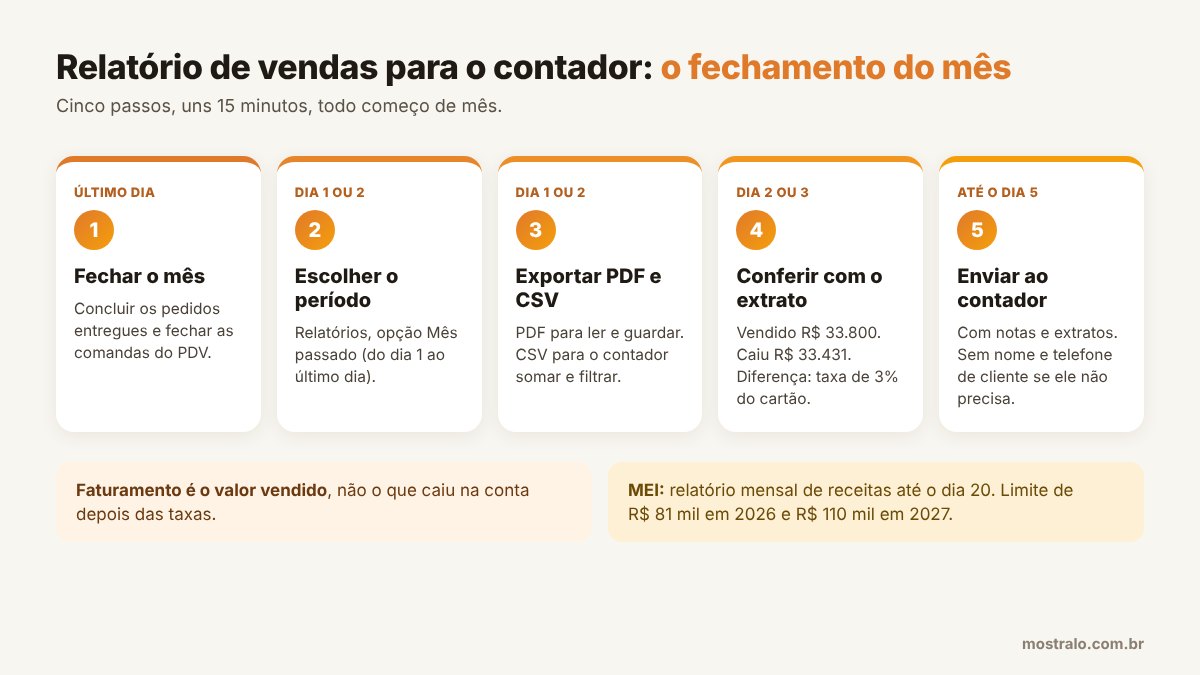 Relatório de vendas para o contador: o fechamento do mês
Cinco passos, uns 15 minutos, todo começo de mês.
ÚLTIMO DIA
1
Fechar o mês
Concluir os pedidos
entregues e fechar as
comandas do PDV.
DIA 1 OU 2
2
Escolher o
período
Relatórios, opção Mês
passado (do dia 1 ao
último dia).
DIA 1 OU 2
3
Exportar PDF e
CSV
PDF para ler e guardar.
CSV para o contador
somar e filtrar.
DIA 2 OU 3
4
Conferir com o
extrato
Vendido R$ 33.800.
Caiu R$ 33.431.
Diferença: taxa de 3%
do cartão.
ATÉ O DIA 5
5
Enviar ao
contador
Com notas e extratos.
Sem nome e telefone
de cliente se ele não
precisa.
Faturamento é o valor vendido, não o que caiu na conta
depois das taxas.
MEI: relatório mensal de receitas até o dia 20. Limite de
R$ 81 mil em 2026 e R$ 110 mil em 2027.
mostralo.com.br